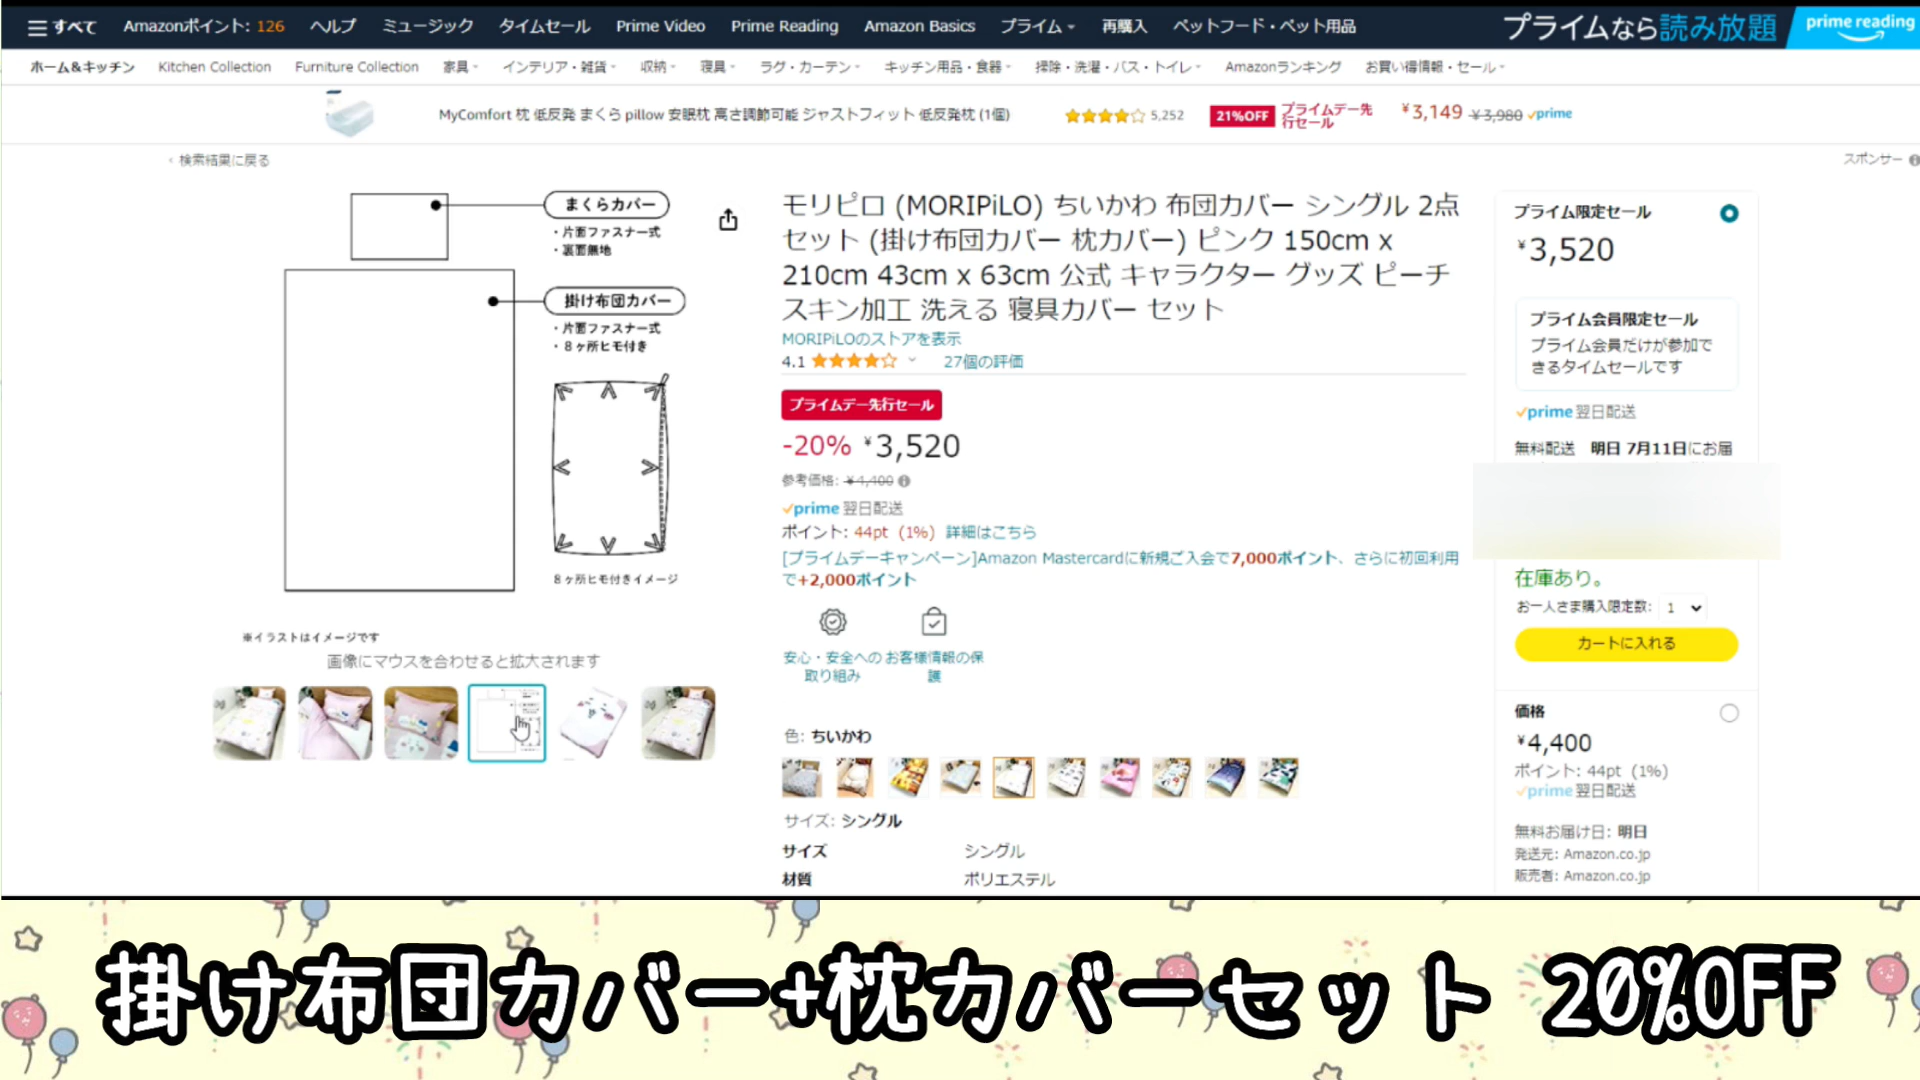 すべて Amazonポイント: 126 ヘルプ ミュージック タイムセール Prime Video Prime Reading Amazon Basics プライム 再購入 ペットフード・ペット用品 プライムなら読み放題 prime reading
ホーム&キッチン Kitchen Collection Furniture Collection 家具 インテリア・雑貨 収納 寝具 ラグ・カーテン キッチン用品・食器 掃除・洗濯・バス・トイレ Amazonランキング お買い得情報・セール
MyComfort 枕 低反発 まくら pillow 安眠枕 高さ調節可能 ジャストフィット 低反発枕 (1個) 5,252 21%OFF プライムデー先行セール ¥3,149 ¥3,980 prime
‹ 検索結果に戻る
スポンサー
まくらカバー
・片面ファスナー式
・裏面無地
掛け布団カバー
・片面ファスナー式
・8ヶ所ヒモ付き
8ヶ所ヒモ付きイメージ
※イラストはイメージです
画像にマウスを合わせると拡大されます
モリピロ (MORIPiLO) ちいかわ 布団カバー シングル 2点
セット (掛け布団カバー 枕カバー) ピンク 150cm x
210cm 43cm x 63cm 公式 キャラクター グッズ ピーチ
スキン加工 洗える 寝具カバー セット
MORIPiLOのストアを表示
4.1 27個の評価
プライムデー先行セール
-20% ¥3,520
参考価格: ¥4,400
prime 翌日配送
ポイント: 44pt (1%) 詳細はこちら
[プライムデーキャンペーン]Amazon Mastercardに新規ご入会で7,000ポイント、さらに初回利用
で+2,000ポイント
安心・安全への取り組み
お客様情報の保護
色: ちいかわ
サイズ: シングル
サイズ シングル
材質 ポリエステル
プライム限定セール
¥3,520
プライム会員限定セール
プライム会員だけが参加で
きるタイムセールです
prime 翌日配送
無料配送 明日 7月11日にお届
在庫あり。
お一人さま購入限定数: 1
カートに入れる
価格
¥4,400
ポイント: 44pt (1%)
prime 翌日配送
無料お届け日: 明日
発送元: Amazon.co.jp
販売者: Amazon.co.jp
掛け布団カバー+枕カバーセット 20%OFF